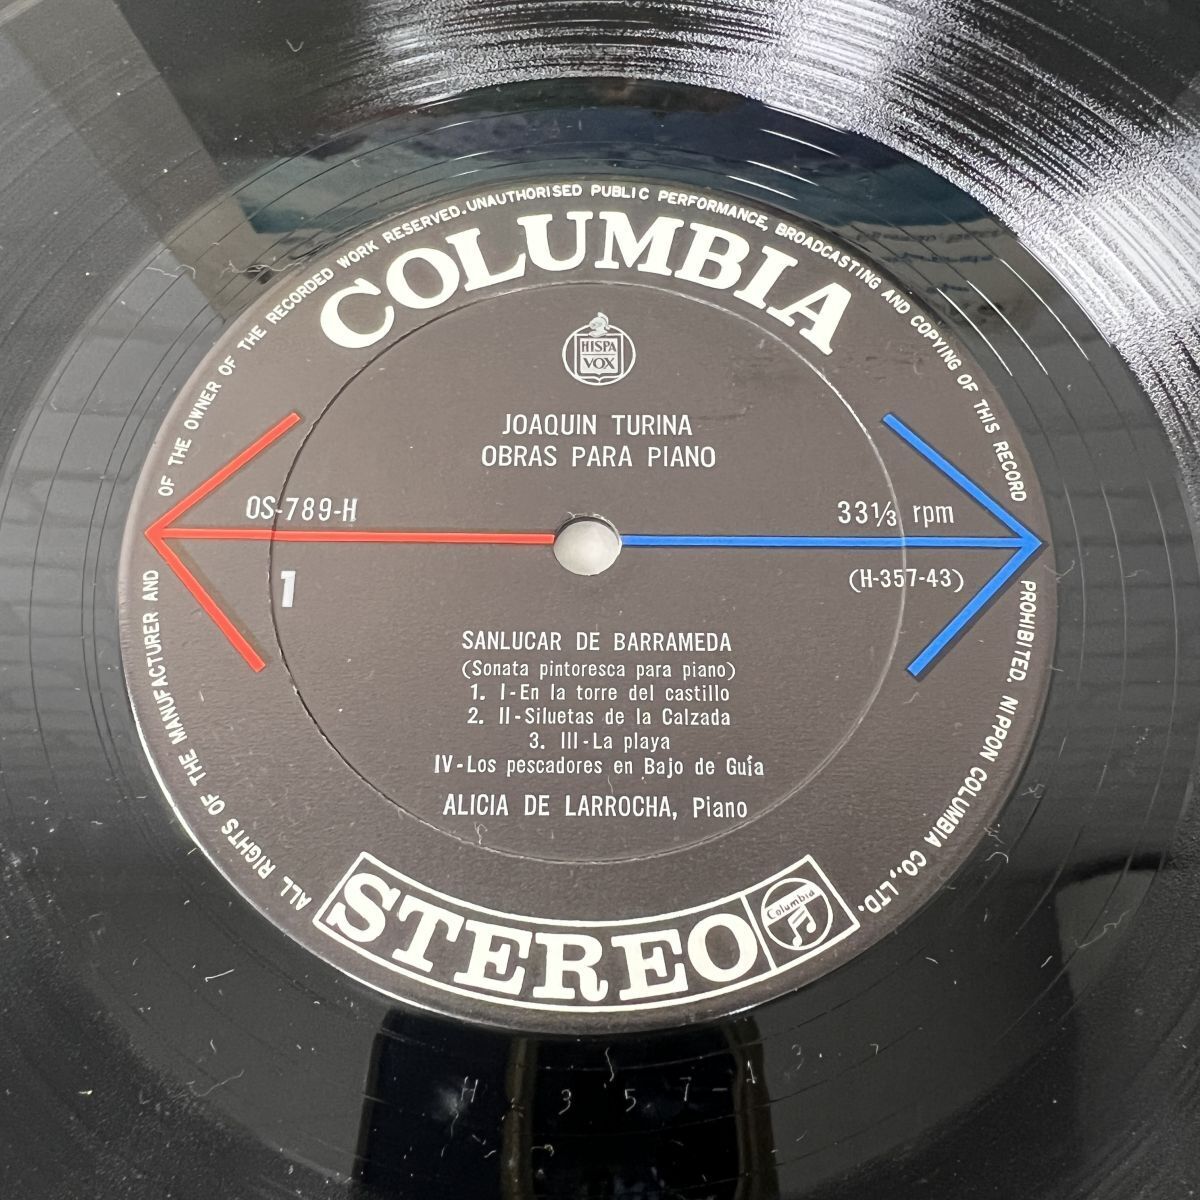 ALL RIGHTS OF THE MANUFACTURER AND OF THE OWNER OF THE RECORDED WORK RESERVED. UNAUTHORISED PUBLIC PERFORMANCE, BROADCASTING AND COPYING OF THIS RECORD PROHIBITED. NIPPON COLUMBIA CO., LTD.
COLUMBIA
HISPA
VOX
JOAQUIN TURINA
OBRAS PARA PIANO
OS-789-H
33⅓ rpm
1
(H-357-43)
SANLUCAR DE BARRAMEDA
(Sonata pintoresca para piano)
1. I-En la torre del castillo
2. II-Siluetas de la Calzada
3. III-La playa
IV-Los pescadores en Bajo de Guía
ALICIA DE LARROCHA, Piano
STEREO
Columbia